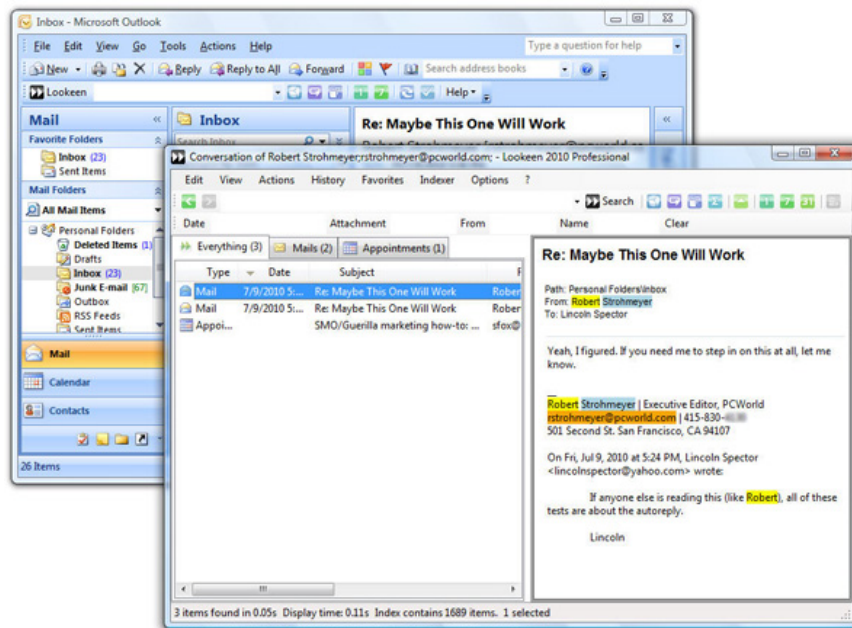 Inbox - Microsoft Outlook
File Edit View Go Tools Actions Help
Type a question for help
New Reply Reply to All Forward Search address books
Lookeen Help
Mail
Favorite Folders
Inbox (23)
Sent Items
Mail Folders
All Mail Items
Personal Folders
Deleted Items (1)
Drafts
Inbox (23)
Junk E-mail [67]
Outbox
RSS Feeds
Sent Items
Mail
Calendar
Contacts
26 Items
Inbox
Search Inbox
Re: Maybe This One Will Work
Conversation of Robert Strohmeyer;rstrohmeyer@pcworld.com; - Lookeen 2010 Professional
Edit View Actions History Favorites Indexer Options ?
Search
Date Attachment From Name Clear
Everything (3) Mails (2) Appointments (1)
Type Date Subject F
Mail 7/9/2010 5:... Re: Maybe This One Will Work Rober
Mail 7/9/2010 5:... Re: Maybe This One Will Work Rober
Appoi... SMO/Guerilla marketing how-to: ... sfox@
Re: Maybe This One Will Work
Path: Personal Folders\Inbox
From: Robert Strohmeyer
To: Lincoln Spector
Yeah, I figured. If you need me to step in on this at all, let me
know.
__
Robert Strohmeyer | Executive Editor, PCWorld
rstrohmeyer@pcworld.com | 415-830-
501 Second St. San Francisco, CA 94107
On Fri, Jul 9, 2010 at 5:24 PM, Lincoln Spector
<lincolnspector@yahoo.com> wrote:
If anyone else is reading this (like Robert), all of these
tests are about the autoreply.
Lincoln
3 items found in 0.05s Display time: 0.11s Index contains 1689 items. 1 selected